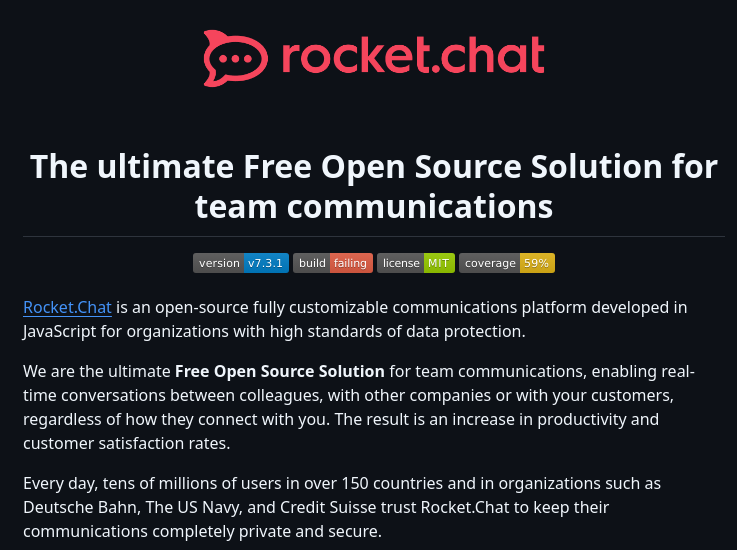 rocket.chat
The ultimate Free Open Source Solution for
team communications
version v7.3.1 build failing license MIT coverage 59%
Rocket.Chat is an open-source fully customizable communications platform developed in
JavaScript for organizations with high standards of data protection.
We are the ultimate Free Open Source Solution for team communications, enabling real-
time conversations between colleagues, with other companies or with your customers,
regardless of how they connect with you. The result is an increase in productivity and
customer satisfaction rates.
Every day, tens of millions of users in over 150 countries and in organizations such as
Deutsche Bahn, The US Navy, and Credit Suisse trust Rocket.Chat to keep their
communications completely private and secure.